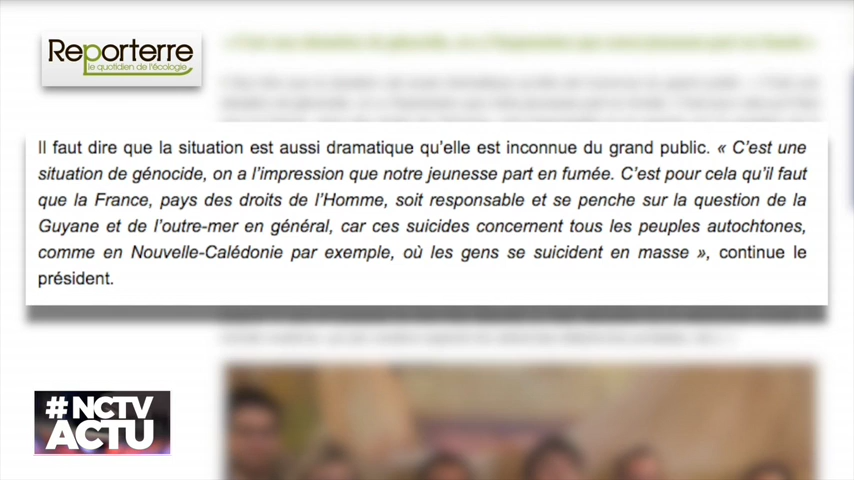 Reporterre
le quotidien de l'écologie
Il faut dire que la situation est aussi dramatique qu'elle est inconnue du grand public. « C'est une
situation de génocide, on a l'impression que notre jeunesse part en fumée. C'est pour cela qu'il faut
que la France, pays des droits de l'Homme, soit responsable et se penche sur la question de la
Guyane et de l'outre-mer en général, car ces suicides concernent tous les peuples autochtones,
comme en Nouvelle-Calédonie par exemple, où les gens se suicident en masse », continue le
président.
#NCTV
ACTU